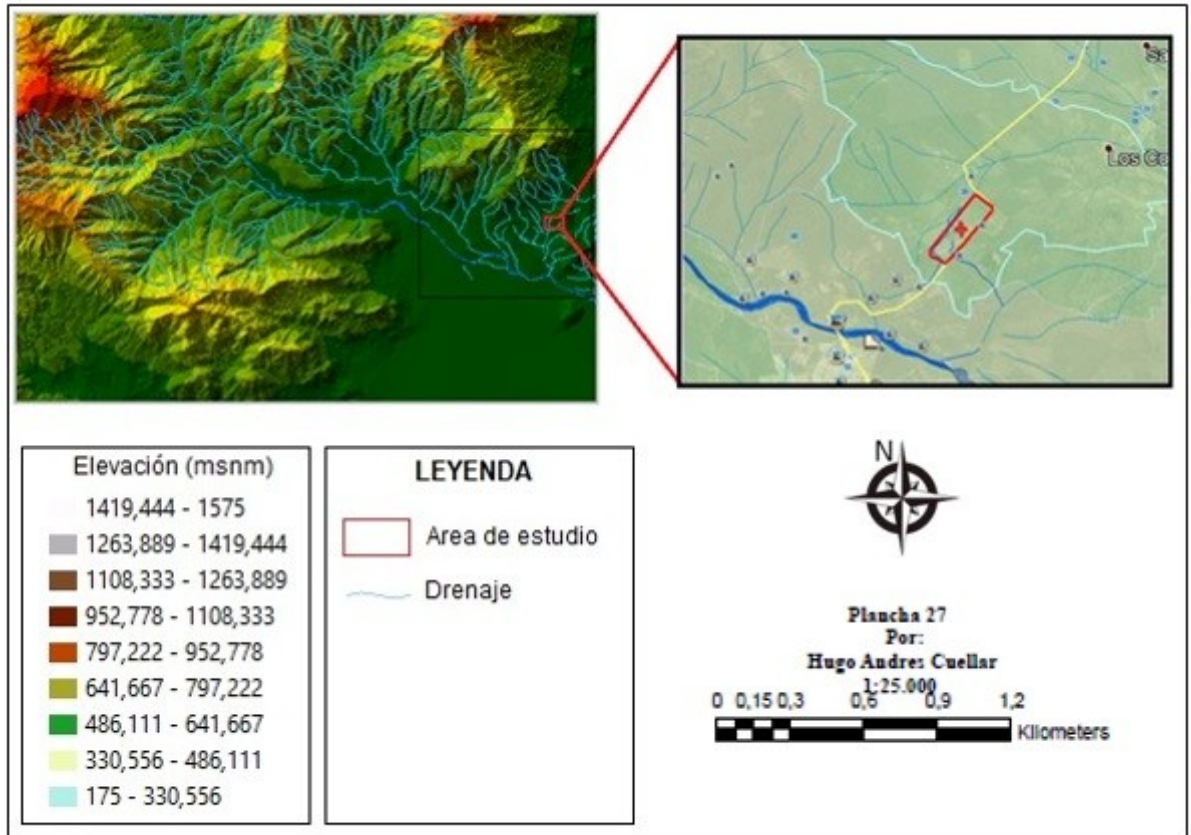 Sa
Los Co
Elevación (msnm)
1419,444 - 1575
1263,889 - 1419,444
1108,333 - 1263,889
952,778 - 1108,333
797,222 - 952,778
641,667 - 797,222
486,111 - 641,667
330,556 - 486,111
175 - 330,556
LEYENDA
Area de estudio
Drenaje
N
Plancha 27
Por:
Hugo Andres Cuellar
1:25.000
0 0,15 0,3 0,6 0,9 1,2
Kilometers